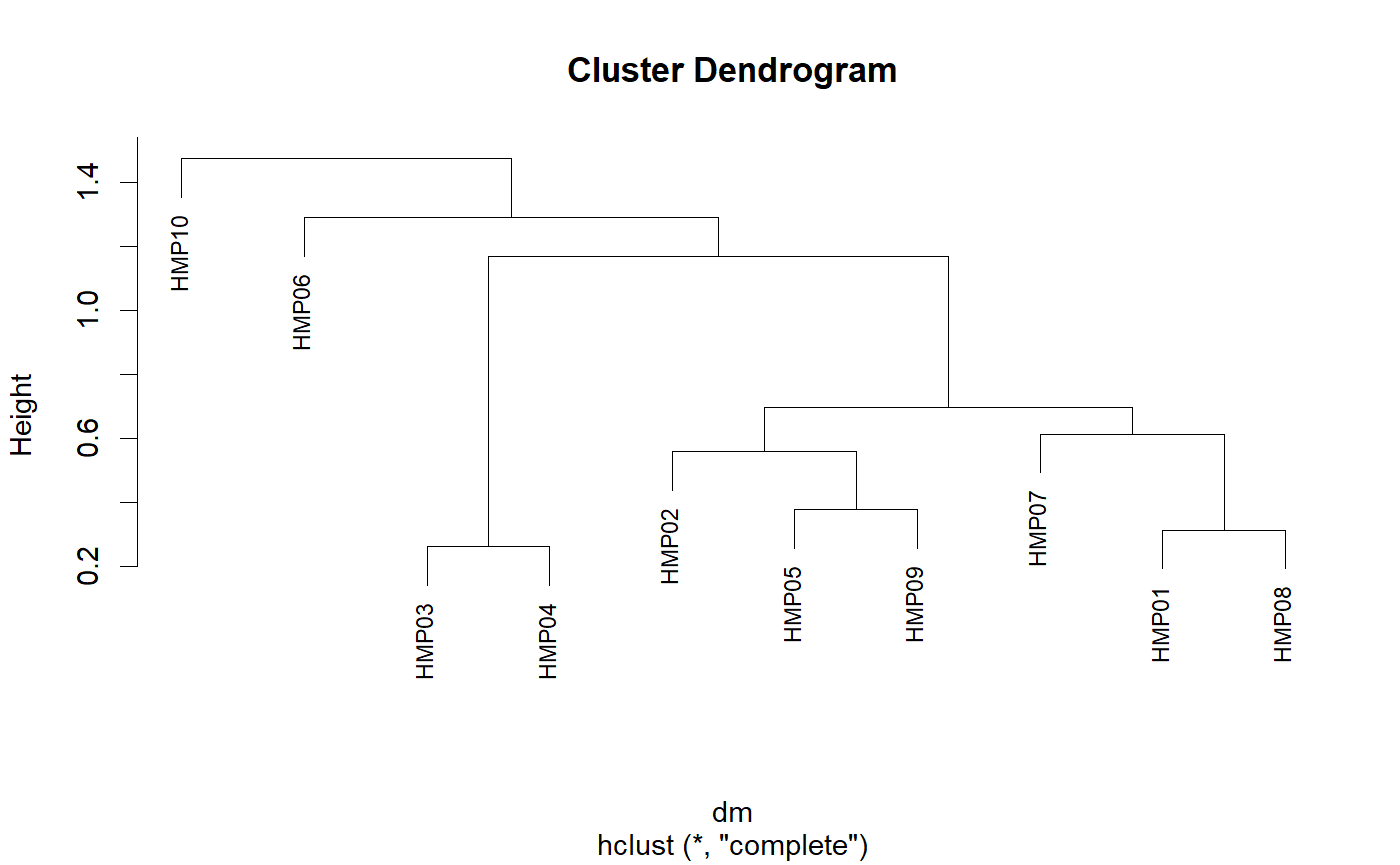 Cluster Dendrogram
Height
1.4
1.0
0.6
0.2
HMP10
HMP06
HMP03
HMP04
HMP02
HMP05
HMP09
HMP07
HMP01
HMP08
dm
hclust (*, "complete")